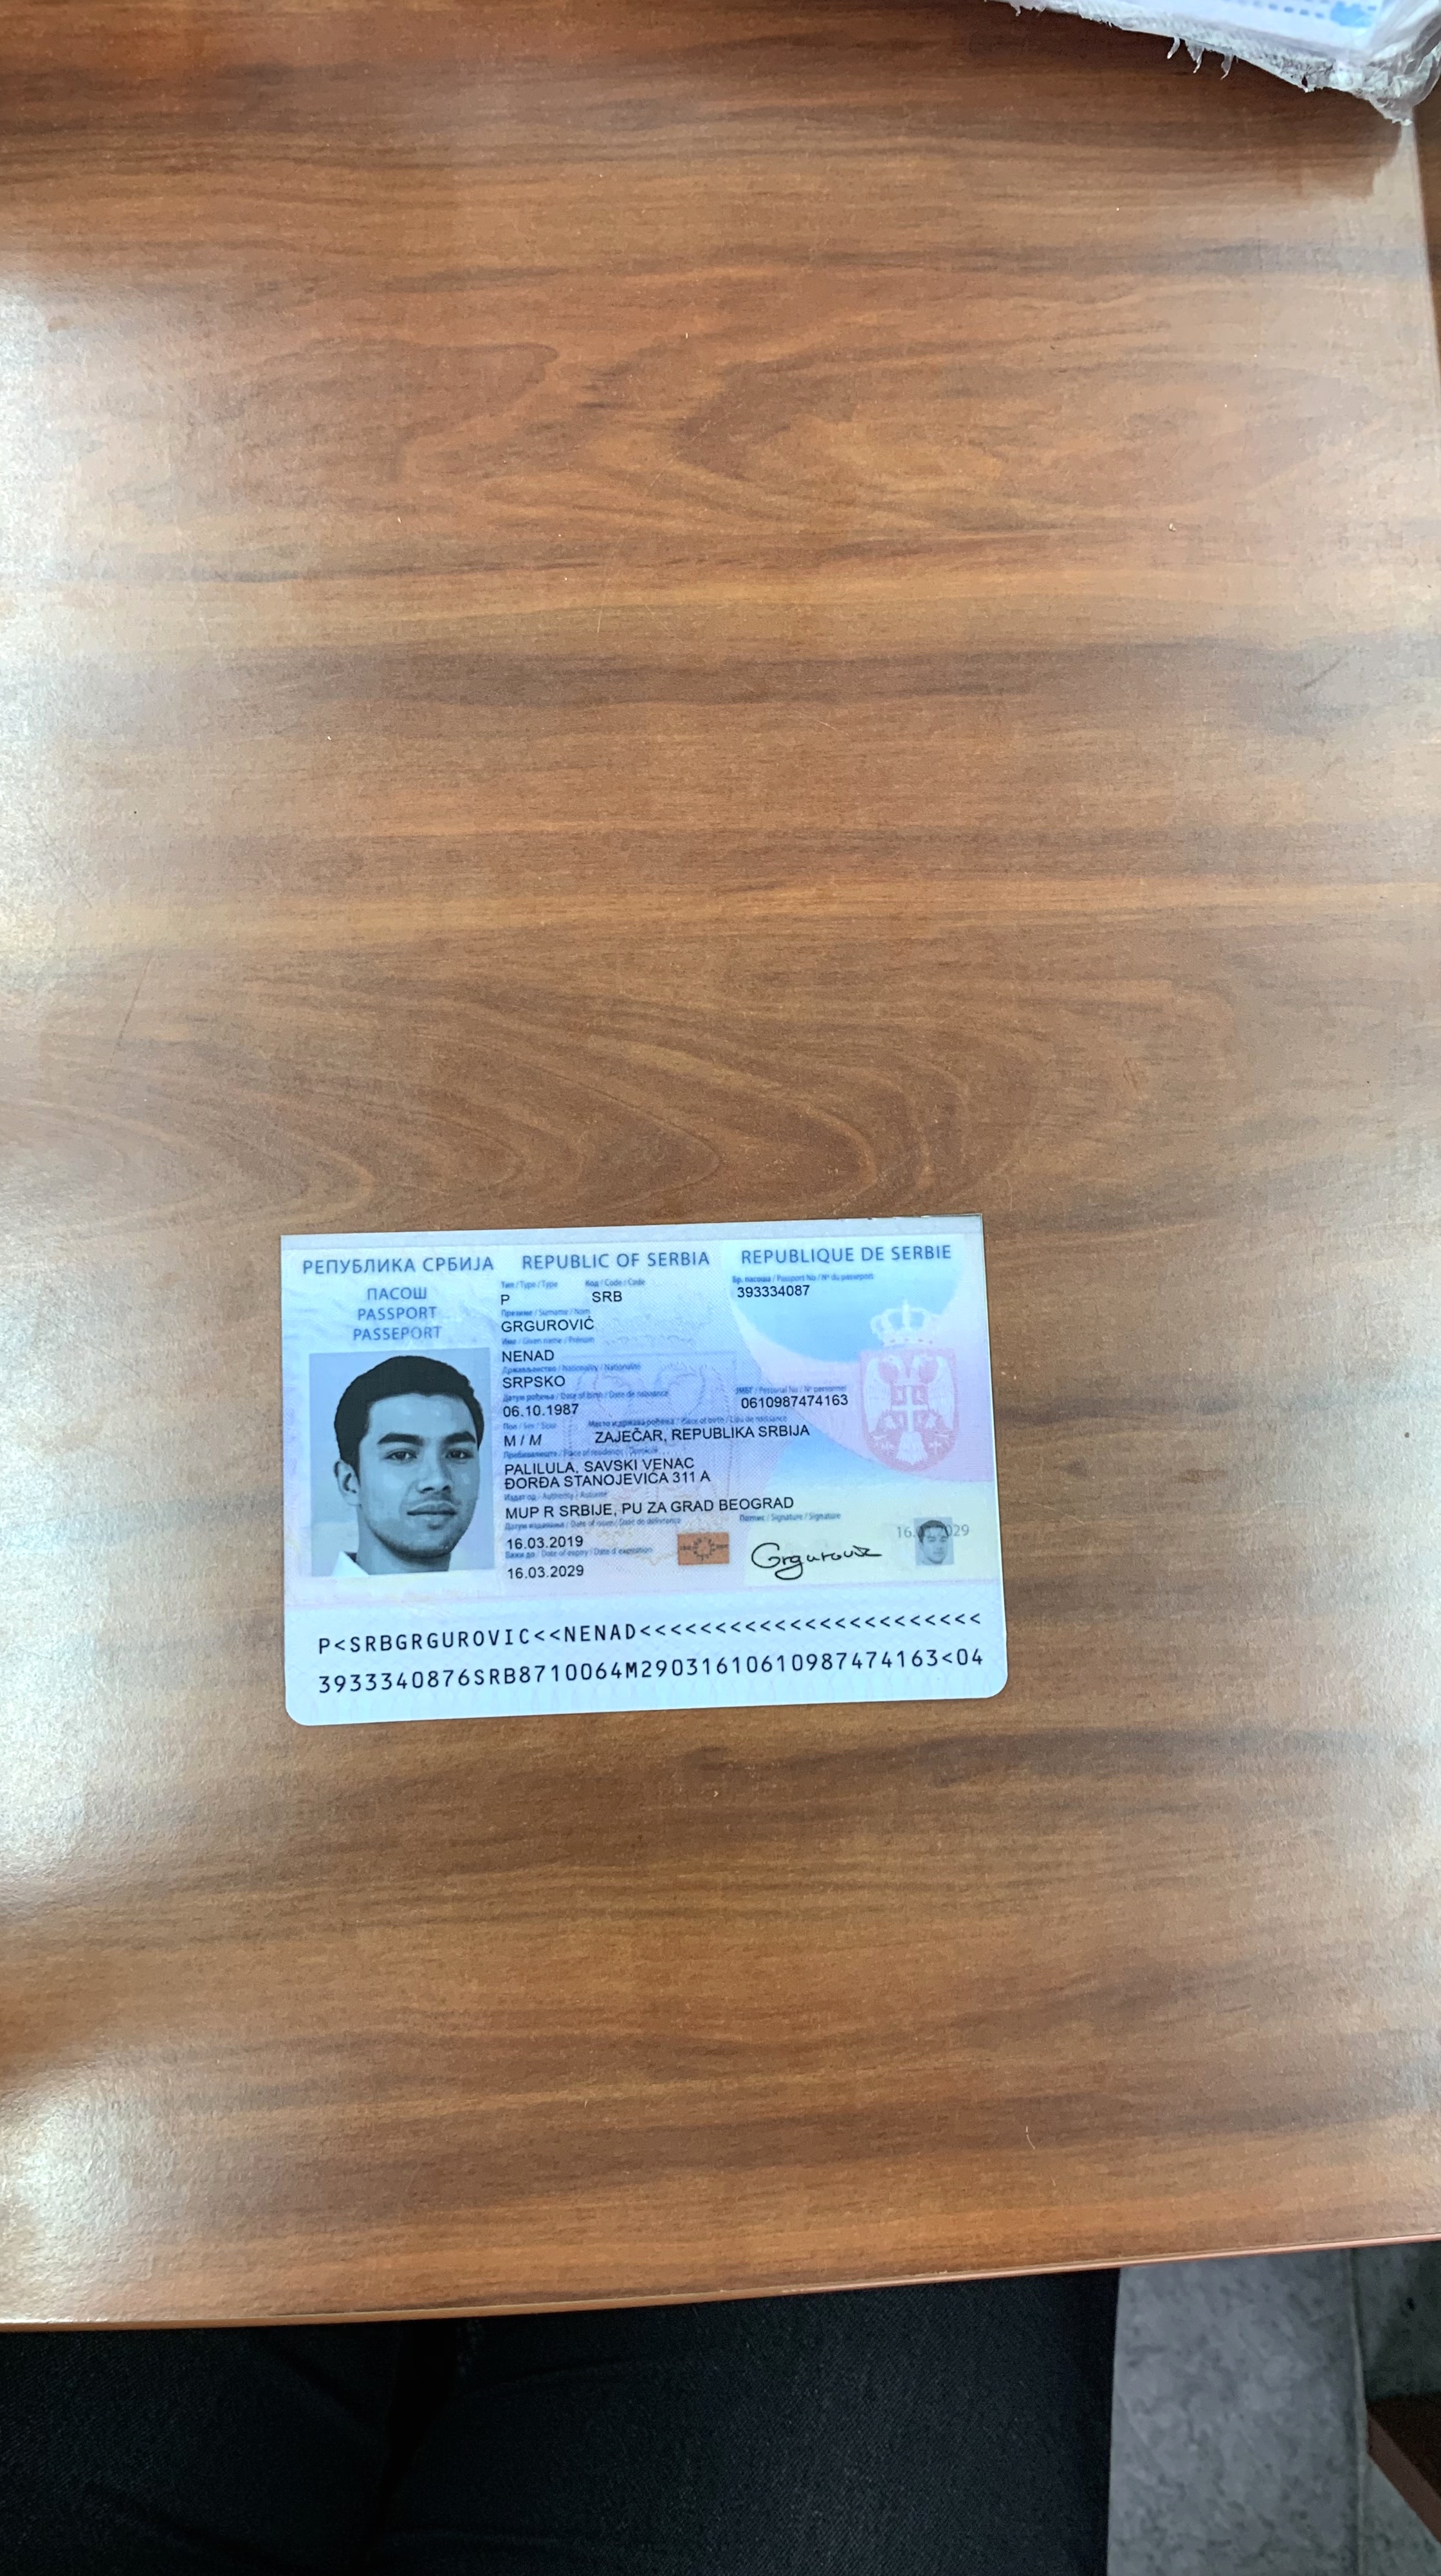 РЕПУБЛИКА СРБИЈА REPUBLIC OF SERBIA REPUBLIQUE DE SERBIE
ПАСОШ
PASSPORT
PASSEPORT
Тип / Type / Type Код / Code / Code Бр. пасоша / Passport No / Nº du passeport
P SRB 393334087
Презиме / Surname / Nom
GRGUROVIĆ
Име / Given name / Prénom
NENAD
Држављанство / Nationality / Nationalité
SRPSKO
Датум рођења / Date of birth / Date de naissance ЈМБГ / Personal No / Nº personnel
06.10.1987 0610987474163
Пол / Sex / Sexe Место и држава рођења / Place of birth / Lieu de naissance
M / M ZAJEČAR, REPUBLIKA SRBIJA
Пребивалиште / Place of residence / Domicile
PALILULA, SAVSKI VENAC
ĐORĐA STANOJEVIĆA 311 A
Издат од / Authority / Autorité
MUP R SRBIJE, PU ZA GRAD BEOGRAD
Датум издавања / Date of issue / Date de délivrance Потпис / Signature / Signature
16.03.2019
Важи до / Date of expiry / Date d'expiration
16.03.2029
Grgurović
P<SRBGRGUROVIC<<NENAD<<<<<<<<<<<<<<<<<<<<<<<
3933340876SRB8710064M29031610610987474163<04